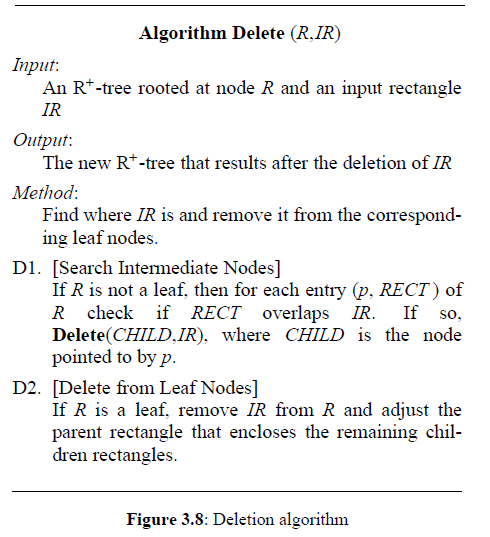 Algorithm Delete (R,IR)
Input:
An R⁺-tree rooted at node R and an input rectangle
IR
Output:
The new R⁺-tree that results after the deletion of IR
Method:
Find where IR is and remove it from the correspond-
ing leaf nodes.
D1. [Search Intermediate Nodes]
If R is not a leaf, then for each entry (p, RECT) of
R check if RECT overlaps IR. If so,
Delete(CHILD,IR), where CHILD is the node
pointed to by p.
D2. [Delete from Leaf Nodes]
If R is a leaf, remove IR from R and adjust the
parent rectangle that encloses the remaining chil-
dren rectangles.
Figure 3.8: Deletion algorithm